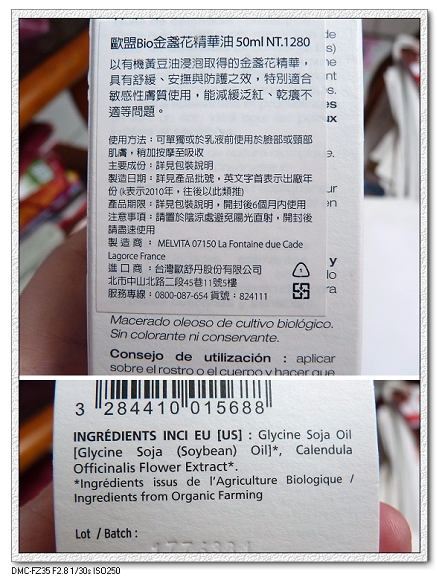 歐盟Bio金盞花精華油 50ml NT.1280
以有機黃豆油浸泡取得的金盞花精華，
具有舒緩、安撫與防護之效，特別適合
敏感性膚質使用，能減緩泛紅、乾癢不
適等問題。
使用方法：可單獨或於乳液前使用於臉部或頸部
肌膚，稍加按摩至吸收
主要成份：詳見包裝說明
製造日期：詳見產品批號，英文字首表示出廠年
份 (k表示2010年，往後以此類推)
產品期限：詳見包裝說明，開封後6個月內使用
注意事項：請置於陰涼處避免陽光直射，開封後
請盡速使用
製 造 商： MELVITA 07150 La Fontaine due Cade
Lagorce France
進 口 商：台灣歐舒丹股份有限公司
北市中山北路二段45巷11號5樓
服務專線：0800-087-654 貨號：824111
Macerado oleoso de cultivo biológico.
Sin colorante ni conservante.
Consejo de utilización : aplicar
sobre el rostro o el cuerpo y hacer que
3 284410 015688
INGRÉDIENTS INCI EU [US] : Glycine Soja Oil
[Glycine Soja (Soybean) Oil]*, Calendula
Officinalis Flower Extract*.
*Ingrédients issus de l'Agriculture Biologique /
Ingredients from Organic Farming
Lot / Batch :
DMC-FZ35 F2.8 1/30s ISO250